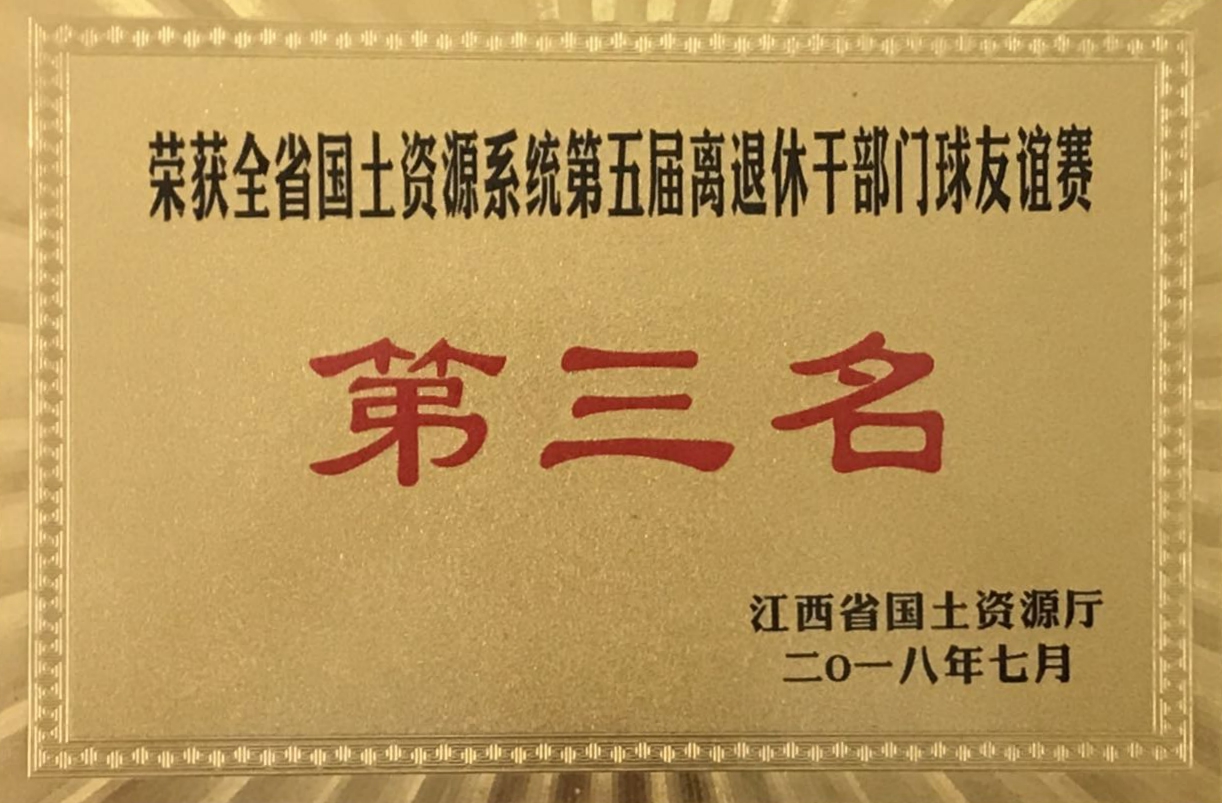 荣获全省国土资源系统第五届离退休干部门球友谊赛
第三名
江西省国土资源厅
二O一八年七月